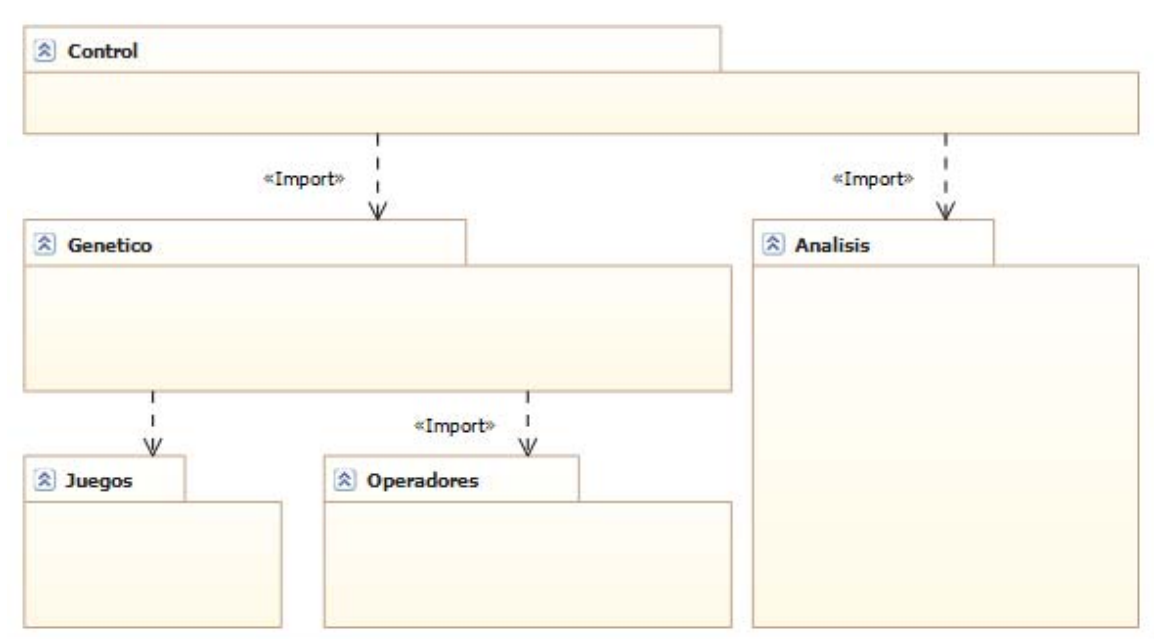 Control
«Import»
«Import»
Genetico
Analisis
«Import»
Juegos
Operadores